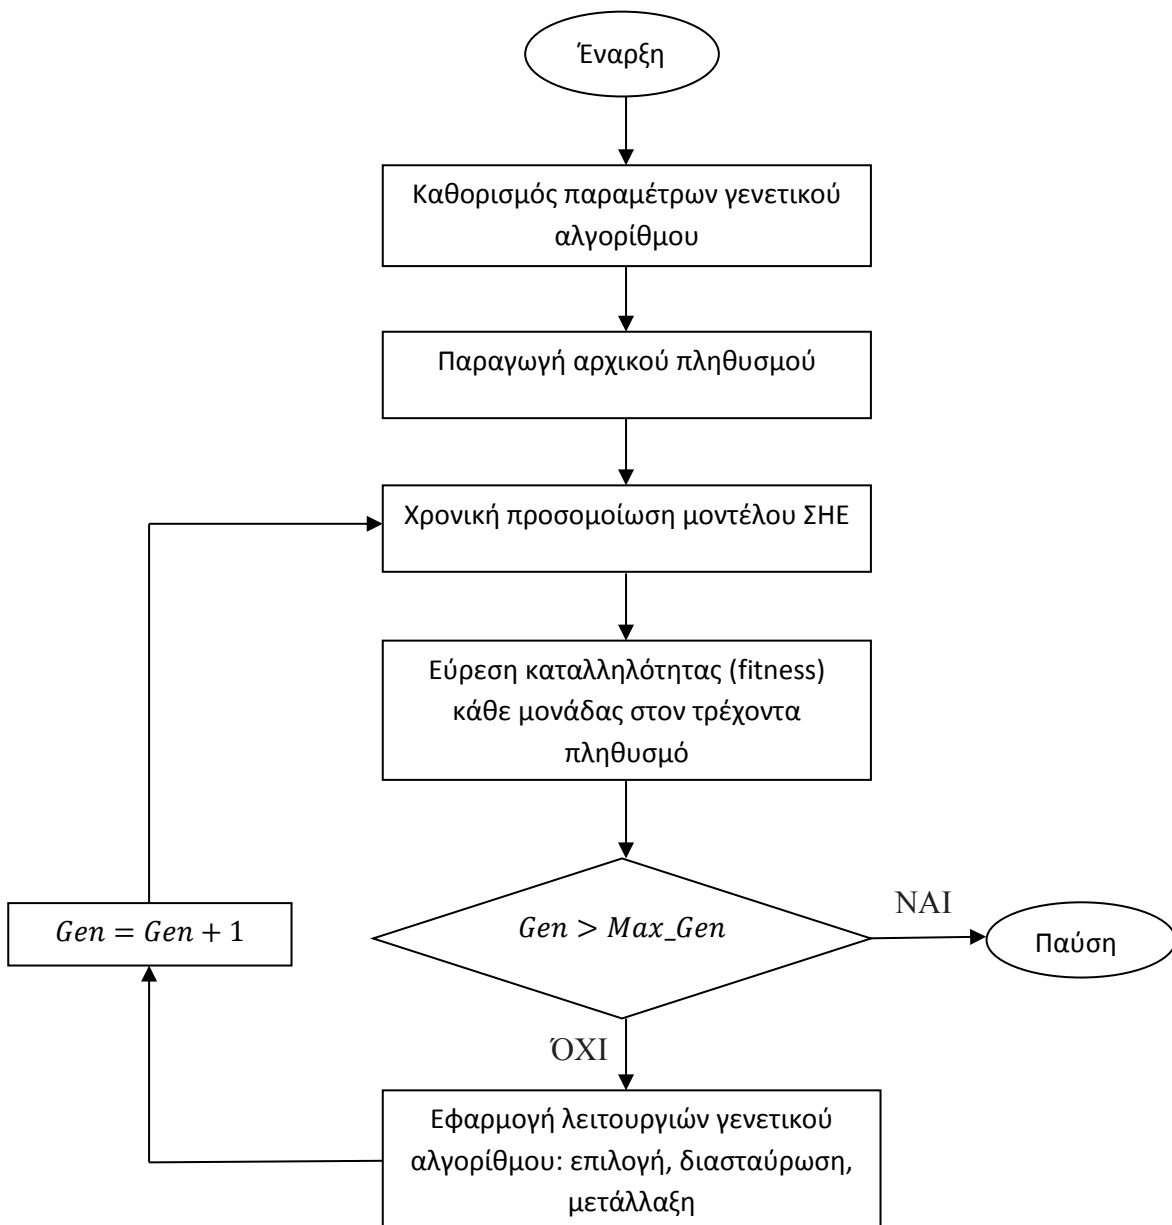 Έναρξη
Καθορισμός παραμέτρων γενετικού
αλγορίθμου
Παραγωγή αρχικού πληθυσμού
Χρονική προσομοίωση μοντέλου ΣΗΕ
Εύρεση καταλληλότητας (fitness)
κάθε μονάδας στον τρέχοντα
πληθυσμό
Gen > Max_Gen
ΝΑΙ
Παύση
Gen = Gen + 1
ΌΧΙ
Εφαρμογή λειτουργιών γενετικού
αλγορίθμου: επιλογή, διασταύρωση,
μετάλλαξη